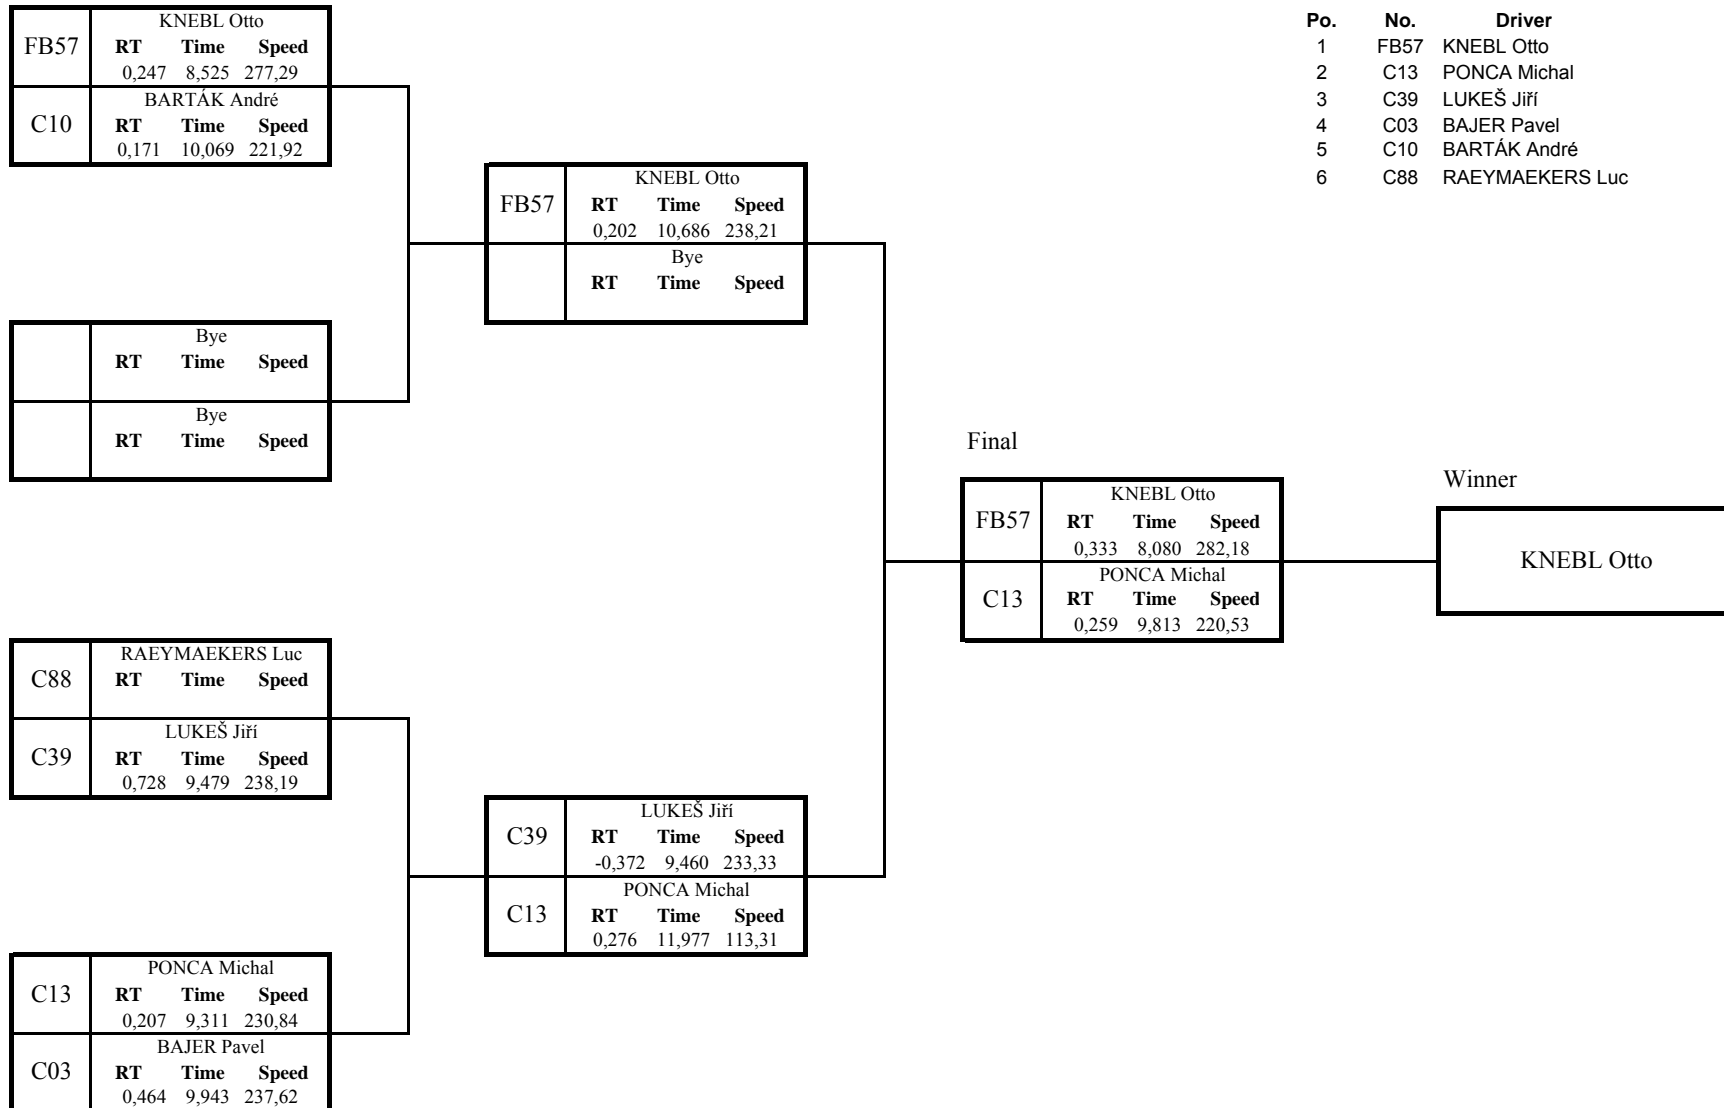 KNEBL Otto
FB57 RT Time Speed
0,247 8,525 277,29
BARTÁK André
C10 RT Time Speed
0,171 10,069 221,92
Bye
RT Time Speed
Bye
RT Time Speed
RAEYMAEKERS Luc
C88 RT Time Speed
LUKEŠ Jiří
C39 RT Time Speed
0,728 9,479 238,19
PONCA Michal
C13 RT Time Speed
0,207 9,311 230,84
BAJER Pavel
C03 RT Time Speed
0,464 9,943 237,62
KNEBL Otto
FB57 RT Time Speed
0,202 10,686 238,21
Bye
RT Time Speed
LUKEŠ Jiří
C39 RT Time Speed
-0,372 9,460 233,33
PONCA Michal
C13 RT Time Speed
0,276 11,977 113,31
Final
KNEBL Otto
FB57 RT Time Speed
0,333 8,080 282,18
PONCA Michal
C13 RT Time Speed
0,259 9,813 220,53
Winner
KNEBL Otto
Po. No. Driver
1 FB57 KNEBL Otto
2 C13 PONCA Michal
3 C39 LUKEŠ Jiří
4 C03 BAJER Pavel
5 C10 BARTÁK André
6 C88 RAEYMAEKERS Luc